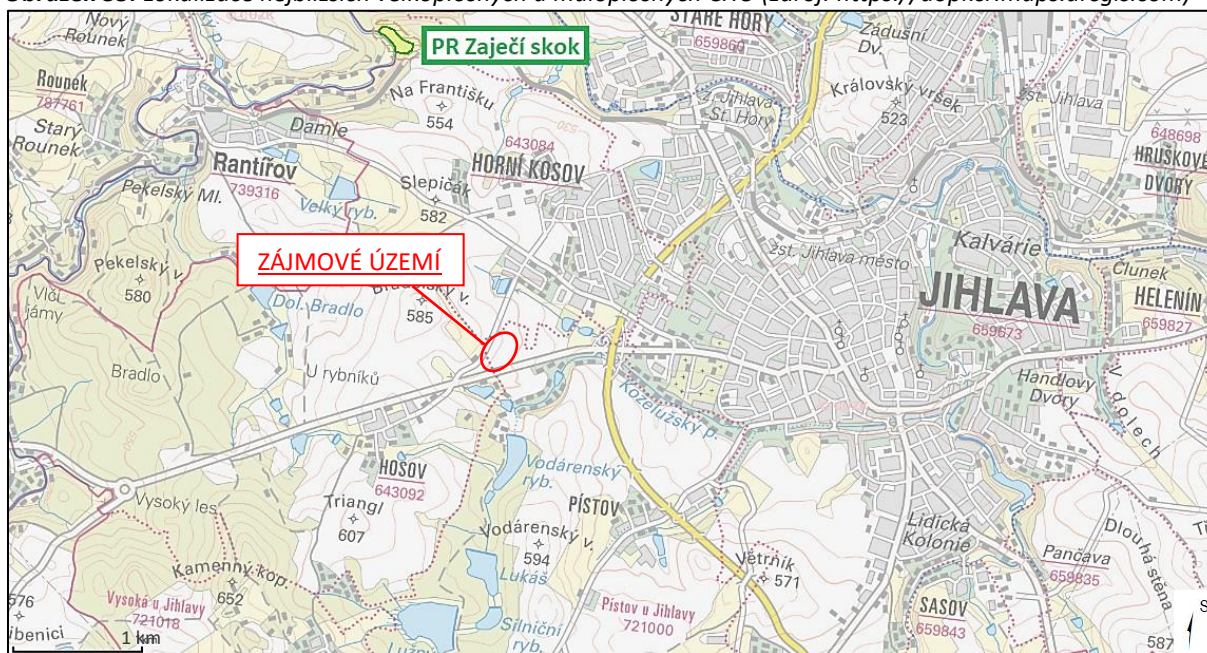 Nový
Rounek
PR Zaječí skok
STARÉ HORY
659860
Zadušní
Dv.
Rounek
787761
Na Františku
554
Z. Jihlava
St. Hory
Královský vršek
523
žst. Jihlava
648698
Starý
Rounek
Damle
643084
HORNÍ KOSOV
HRUSKOVÉ
DVORY
Rantířov
739316
Pekelský Ml.
Slepičák
582
Velký ryb.
Kalvárie
žst. Jihlava město
Pekelský v.
580
ZÁJMOVÉ ÚZEMÍ
Člunek
JIHLAVA
659673
HELENÍN
659827
Vlčí
jámy
Dol. Bradlo
585
Bradlo
U rybníků
Koželužský p.
Handlovy
Dvory
V dolech
HOSOV
643092
Vodárenský
ryb.
PÍSTOV
Vysoký les
Triangl
607
Vodárenský v.
594
Lidická
Kolonie
Větrník
571
Pančava
659835
Dlouhá stěna
Kamenný kop.
652
Lukáš
576
Vysoká u Jihlavy
721018
Pístov u Jihlavy
721000
SASOV
659843
Silniční
ryb.
587
S
1 km